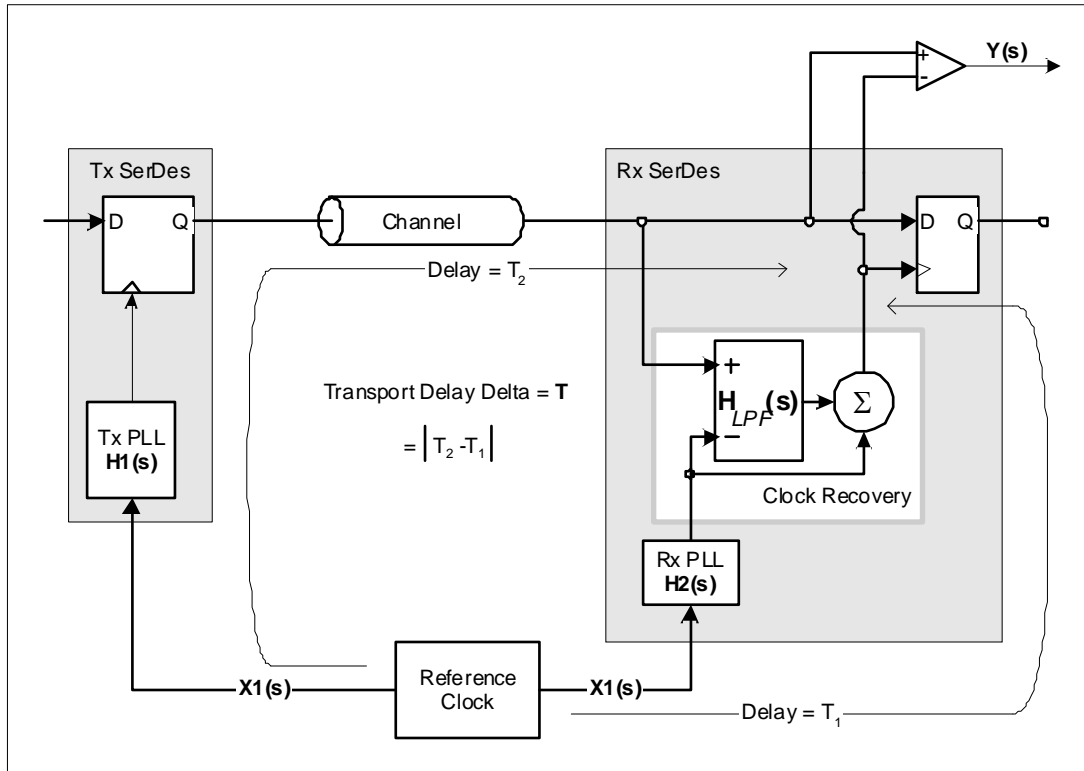 Y(s)
+
-
Tx SerDes
D Q
Channel
Delay = T2
Rx SerDes
D Q
Transport Delay Delta = T
= | T2 -T1 |
Tx PLL
H1(s)
+
HLPF(s)
−
Σ
Clock Recovery
Rx PLL
H2(s)
X1(s)
Reference
Clock
X1(s)
Delay = T1